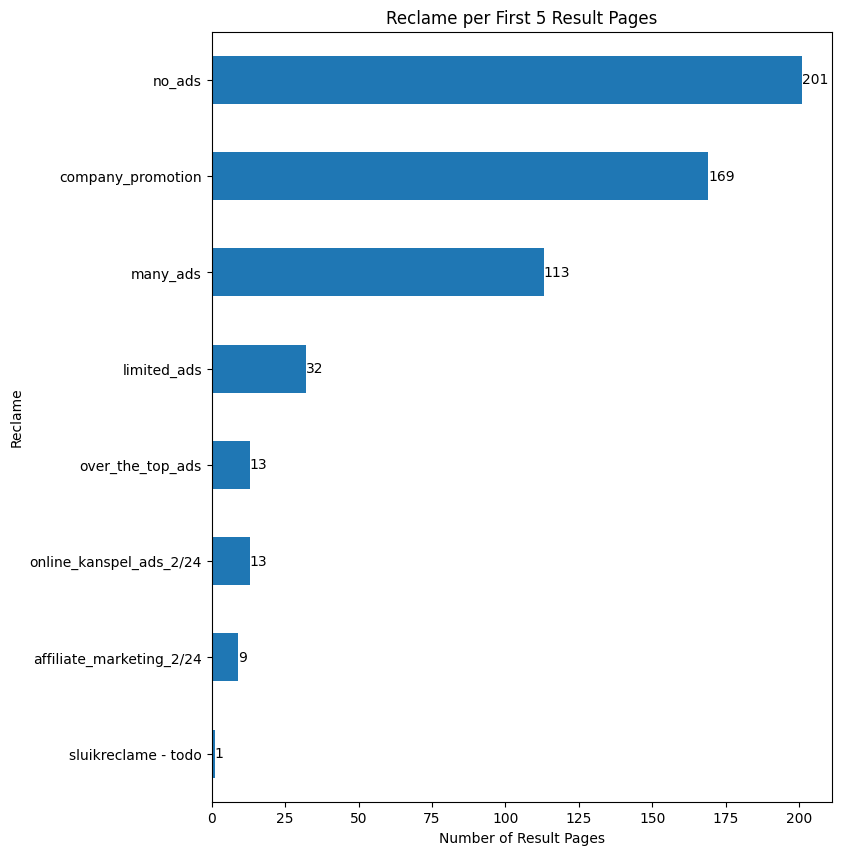 Reclame per First 5 Result Pages
no_ads
201
company_promotion
169
many_ads
113
limited_ads
32
Reclame
over_the_top_ads
13
online_kanspel_ads_2/24
13
affiliate_marketing_2/24
9
sluikreclame - todo
1
0 25 50 75 100 125 150 175 200
Number of Result Pages